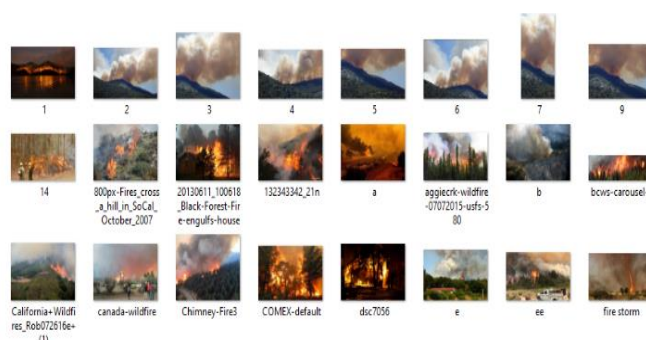 1
2
3
4
5
6
7
9
14
800px-Fires_cross
_a_hill_in_SoCal_
October_2007
20130611_100618
_Black-Forest-Fir
e-engulfs-house
132343342_21n
a
aggiecrk-wildfire
-07072015-usfs-5
80
b
bcws-carousel-
California+Wildfi
res_Rob072616e+
(1)
canada-wildfire
Chimney-Fire3
COMEX-default
dsc7056
e
ee
fire storm